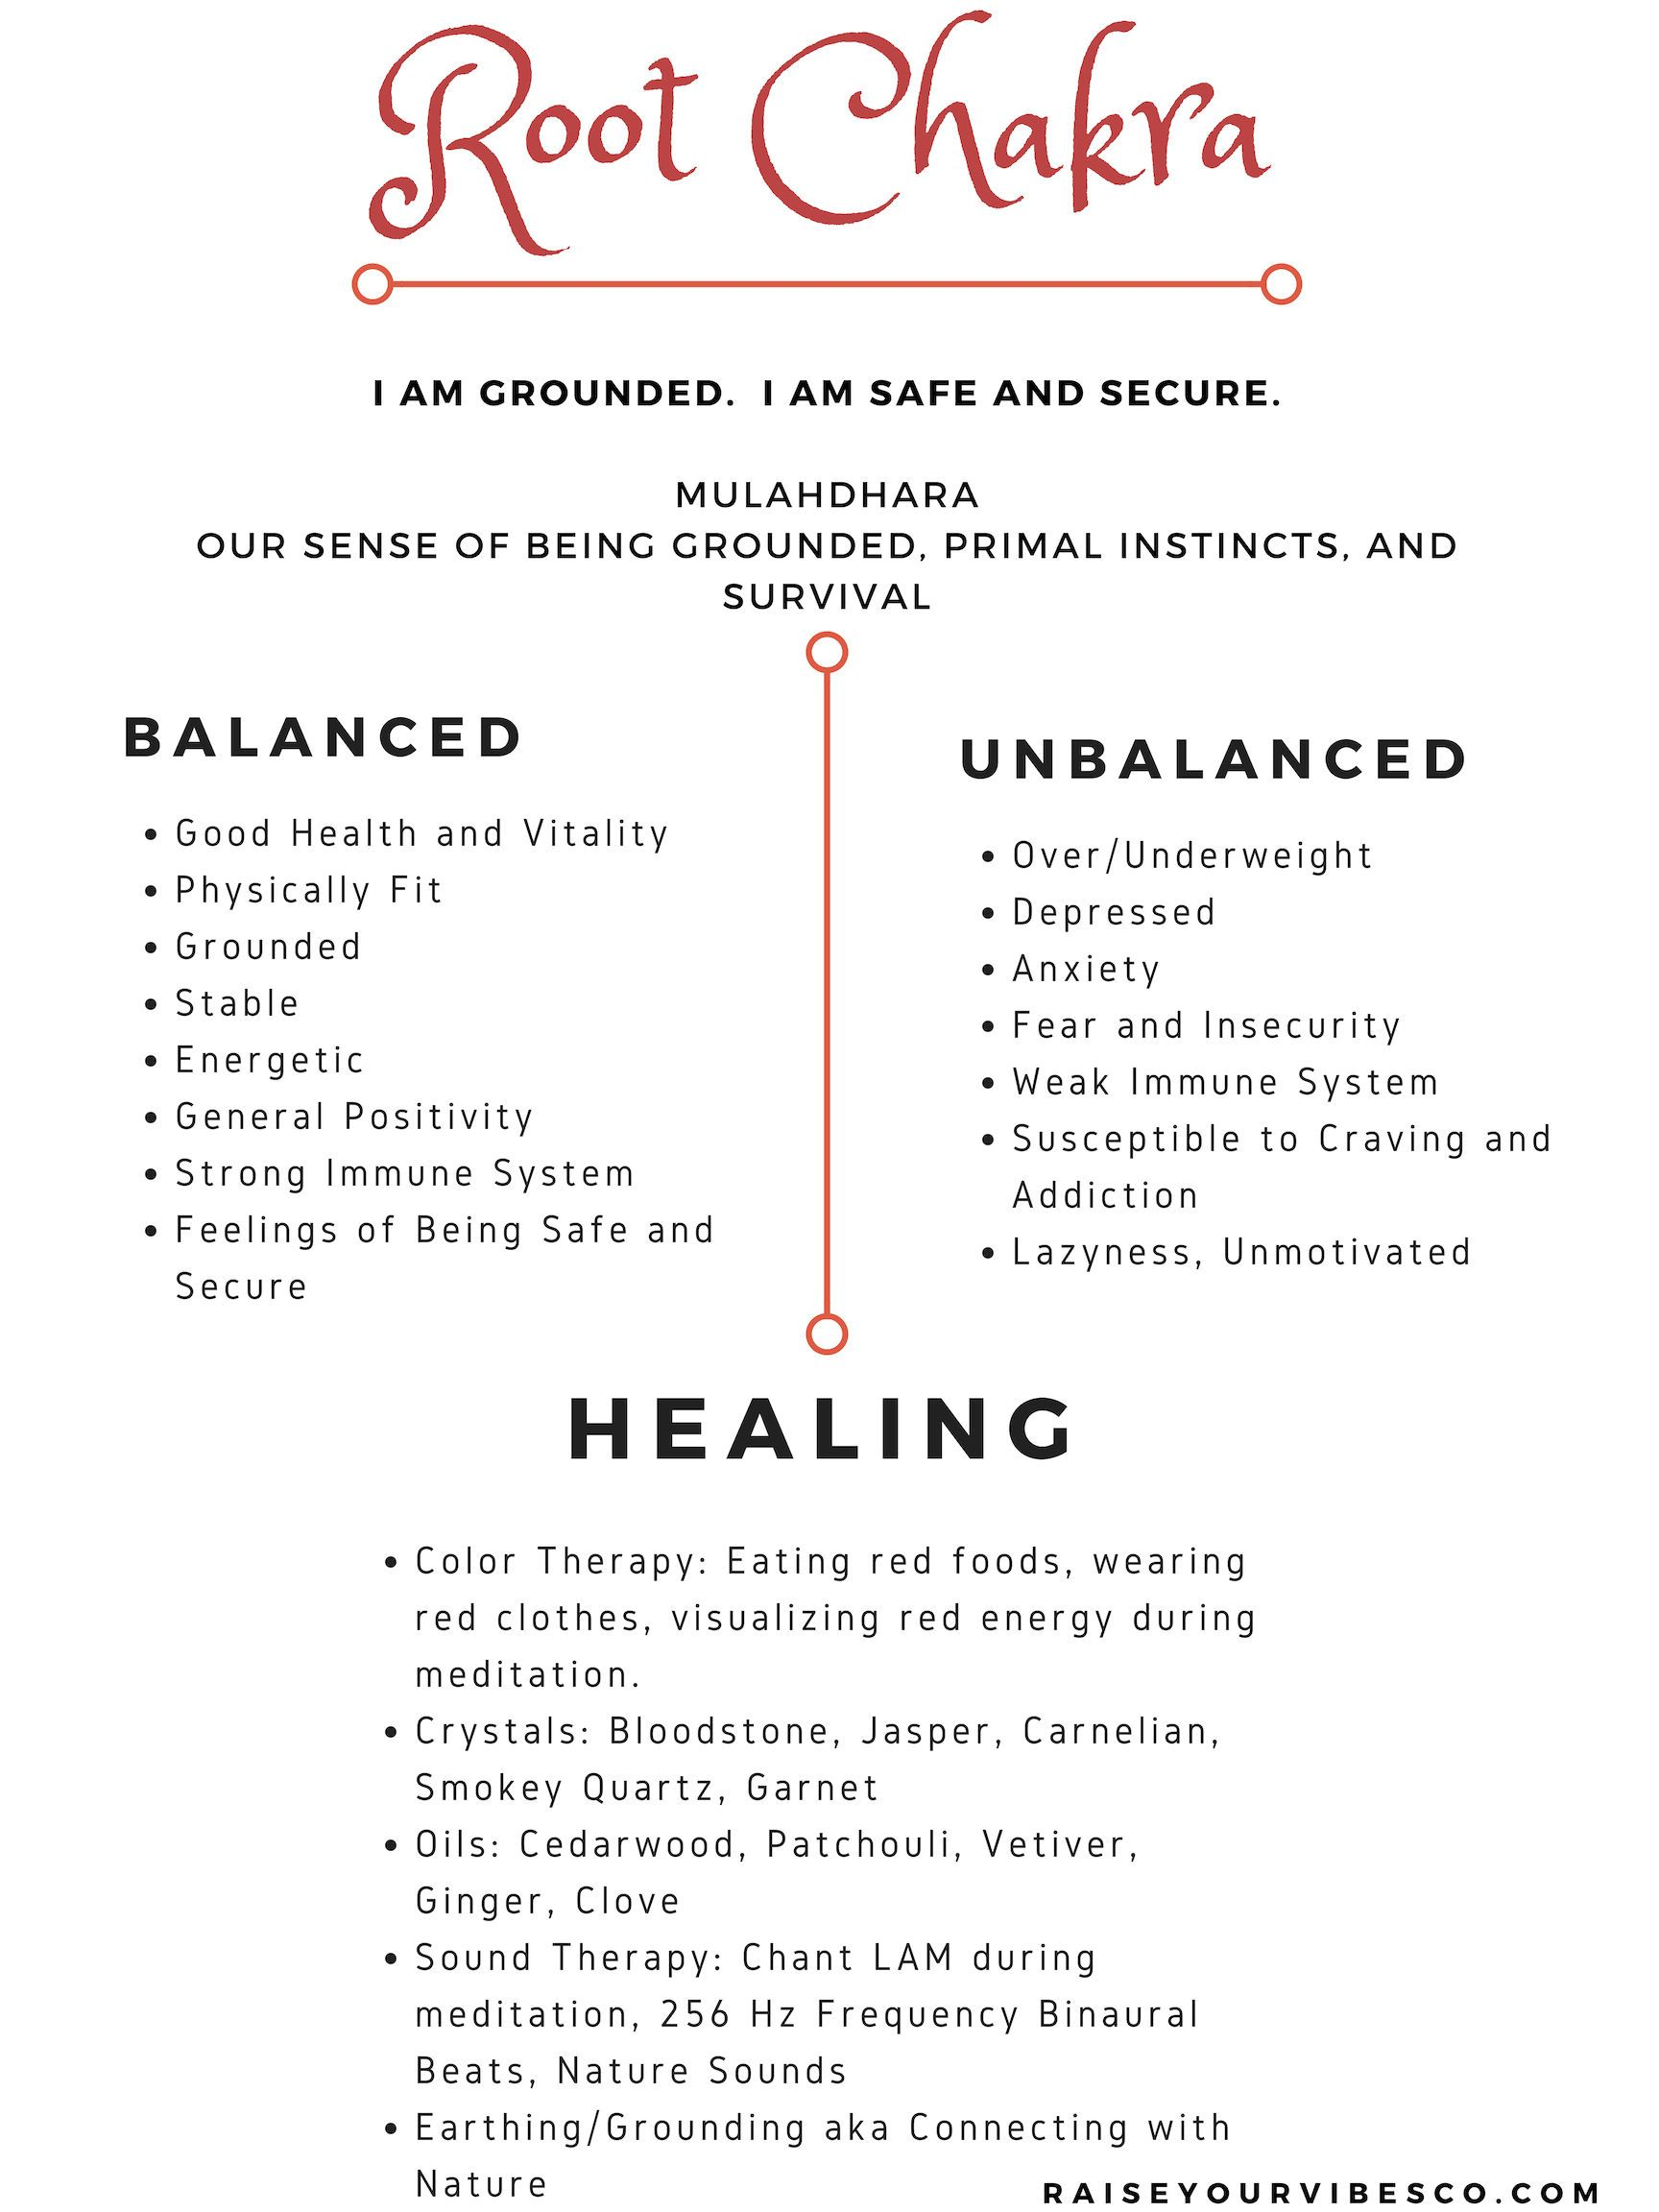 Root Chakra
I AM GROUNDED.  I AM SAFE AND SECURE.
MULAHDHARA
OUR SENSE OF BEING GROUNDED, PRIMAL INSTINCTS, AND
SURVIVAL
BALANCED
• Good Health and Vitality
• Physically Fit
• Grounded
• Stable
• Energetic
• General Positivity
• Strong Immune System
• Feelings of Being Safe and
Secure
UNBALANCED
• Over/Underweight
• Depressed
• Anxiety
• Fear and Insecurity
• Weak Immune System
• Susceptible to Craving and
Addiction
• Lazyness, Unmotivated
HEALING
• Color Therapy: Eating red foods, wearing
red clothes, visualizing red energy during
meditation.
• Crystals: Bloodstone, Jasper, Carnelian,
Smokey Quartz, Garnet
• Oils: Cedarwood, Patchouli, Vetiver,
Ginger, Clove
• Sound Therapy: Chant LAM during
meditation, 256 Hz Frequency Binaural
Beats, Nature Sounds
• Earthing/Grounding aka Connecting with
Nature
RAISEYOURVIBESCO.COM